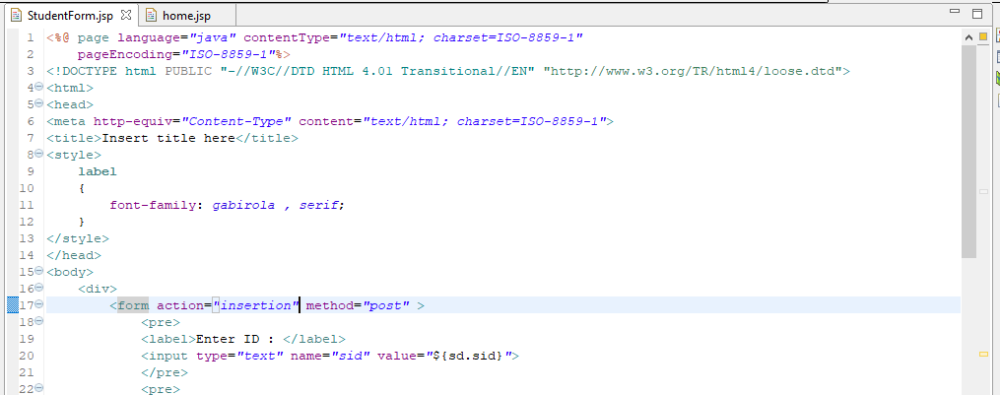 StudentForm.jsp home.jsp
1 <%@ page language="java" contentType="text/html; charset=ISO-8859-1"
2     pageEncoding="ISO-8859-1"%>
3 <!DOCTYPE html PUBLIC "-//W3C//DTD HTML 4.01 Transitional//EN" "http://www.w3.org/TR/html4/loose.dtd">
4 <html>
5 <head>
6 <meta http-equiv="Content-Type" content="text/html; charset=ISO-8859-1">
7 <title>Insert title here</title>
8 <style>
9     label
10     {
11         font-family: gabirola , serif;
12     }
13 </style>
14 </head>
15 <body>
16     <div>
17         <form action="insertion" method="post" >
18             <pre>
19             <label>Enter ID : </label>
20             <input type="text" name="sid" value="${sd.sid}">
21             </pre>
22             <pre>